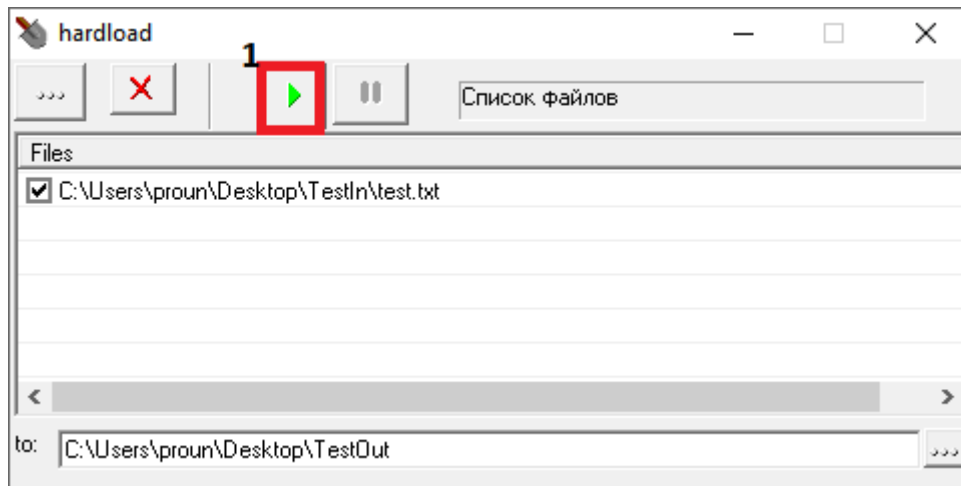 hardload
1
...
Список файлов
Files
C:\Users\proun\Desktop\TestIn\test.txt
to: C:\Users\proun\Desktop\TestOut ...